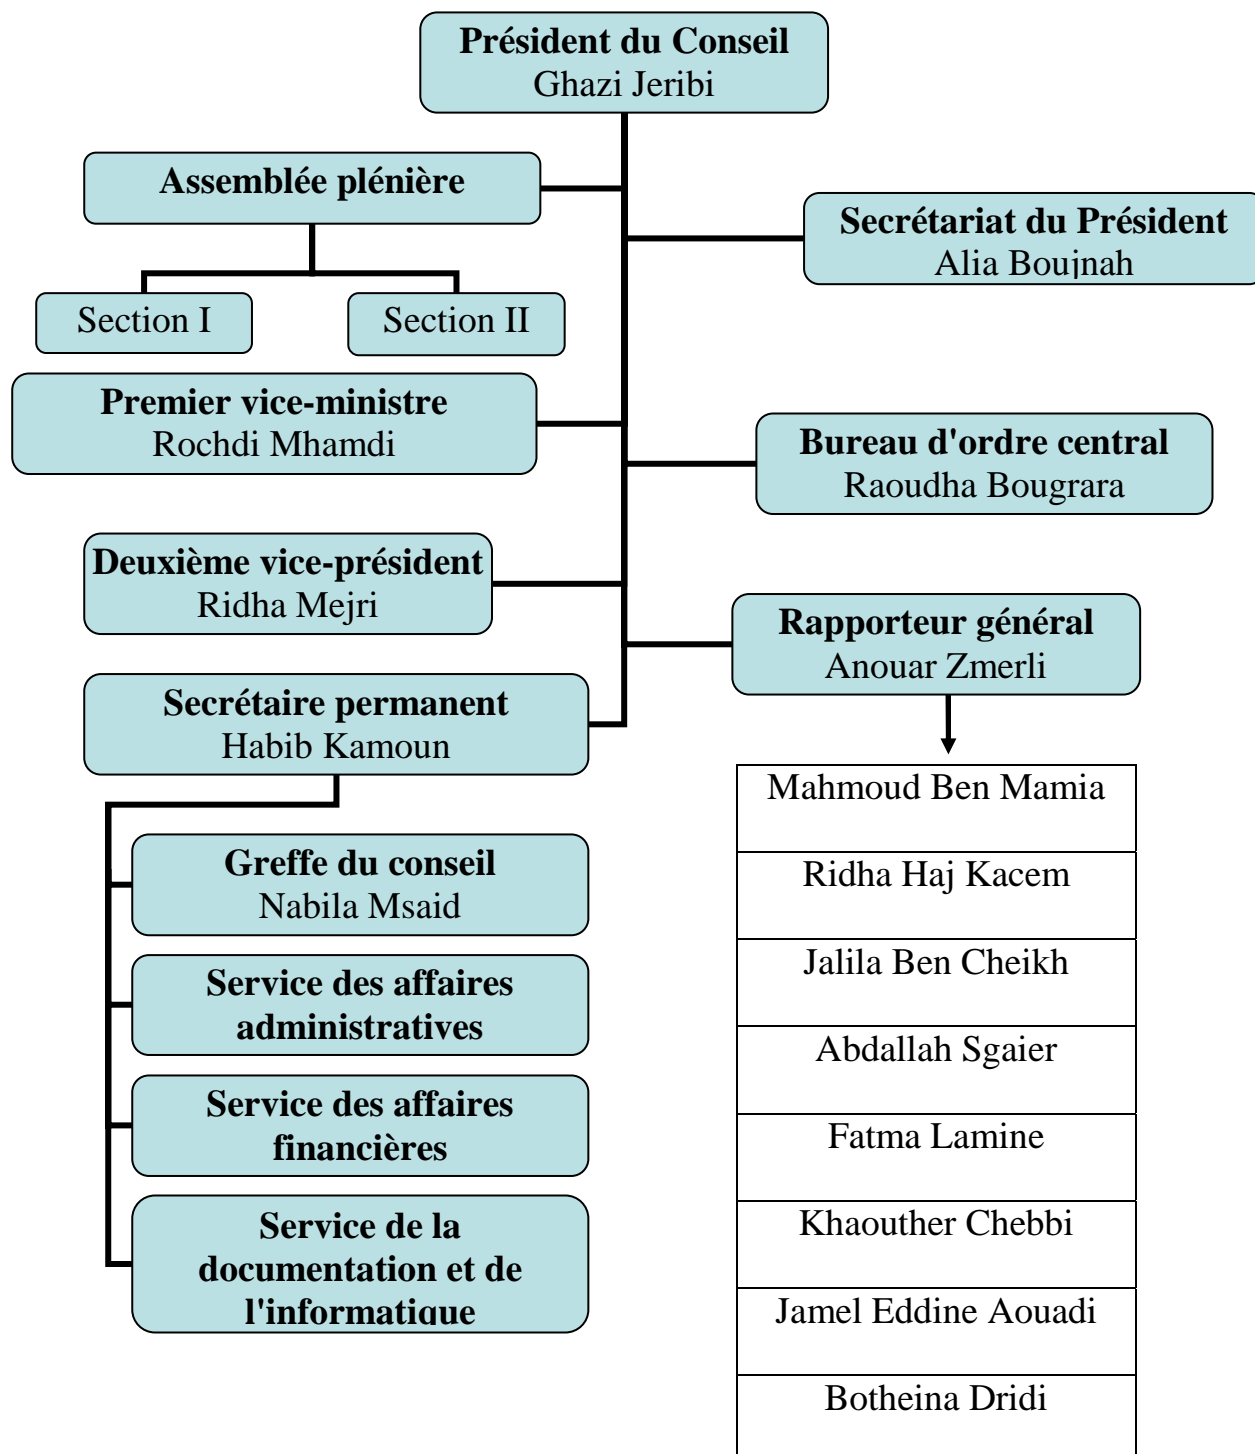 Président du Conseil
Ghazi Jeribi
Assemblée plénière
Secrétariat du Président
Alia Boujnah
Section I
Section II
Premier vice-ministre
Rochdi Mhamdi
Bureau d'ordre central
Raoudha Bougrara
Deuxième vice-président
Ridha Mejri
Rapporteur général
Anouar Zmerli
Secrétaire permanent
Habib Kamoun
Greffe du conseil
Nabila Msaid
Service des affaires
administratives
Service des affaires
financières
Service de la
documentation et de
l'informatique
Mahmoud Ben Mamia
Ridha Haj Kacem
Jalila Ben Cheikh
Abdallah Sgaier
Fatma Lamine
Khaouther Chebbi
Jamel Eddine Aouadi
Botheina Dridi